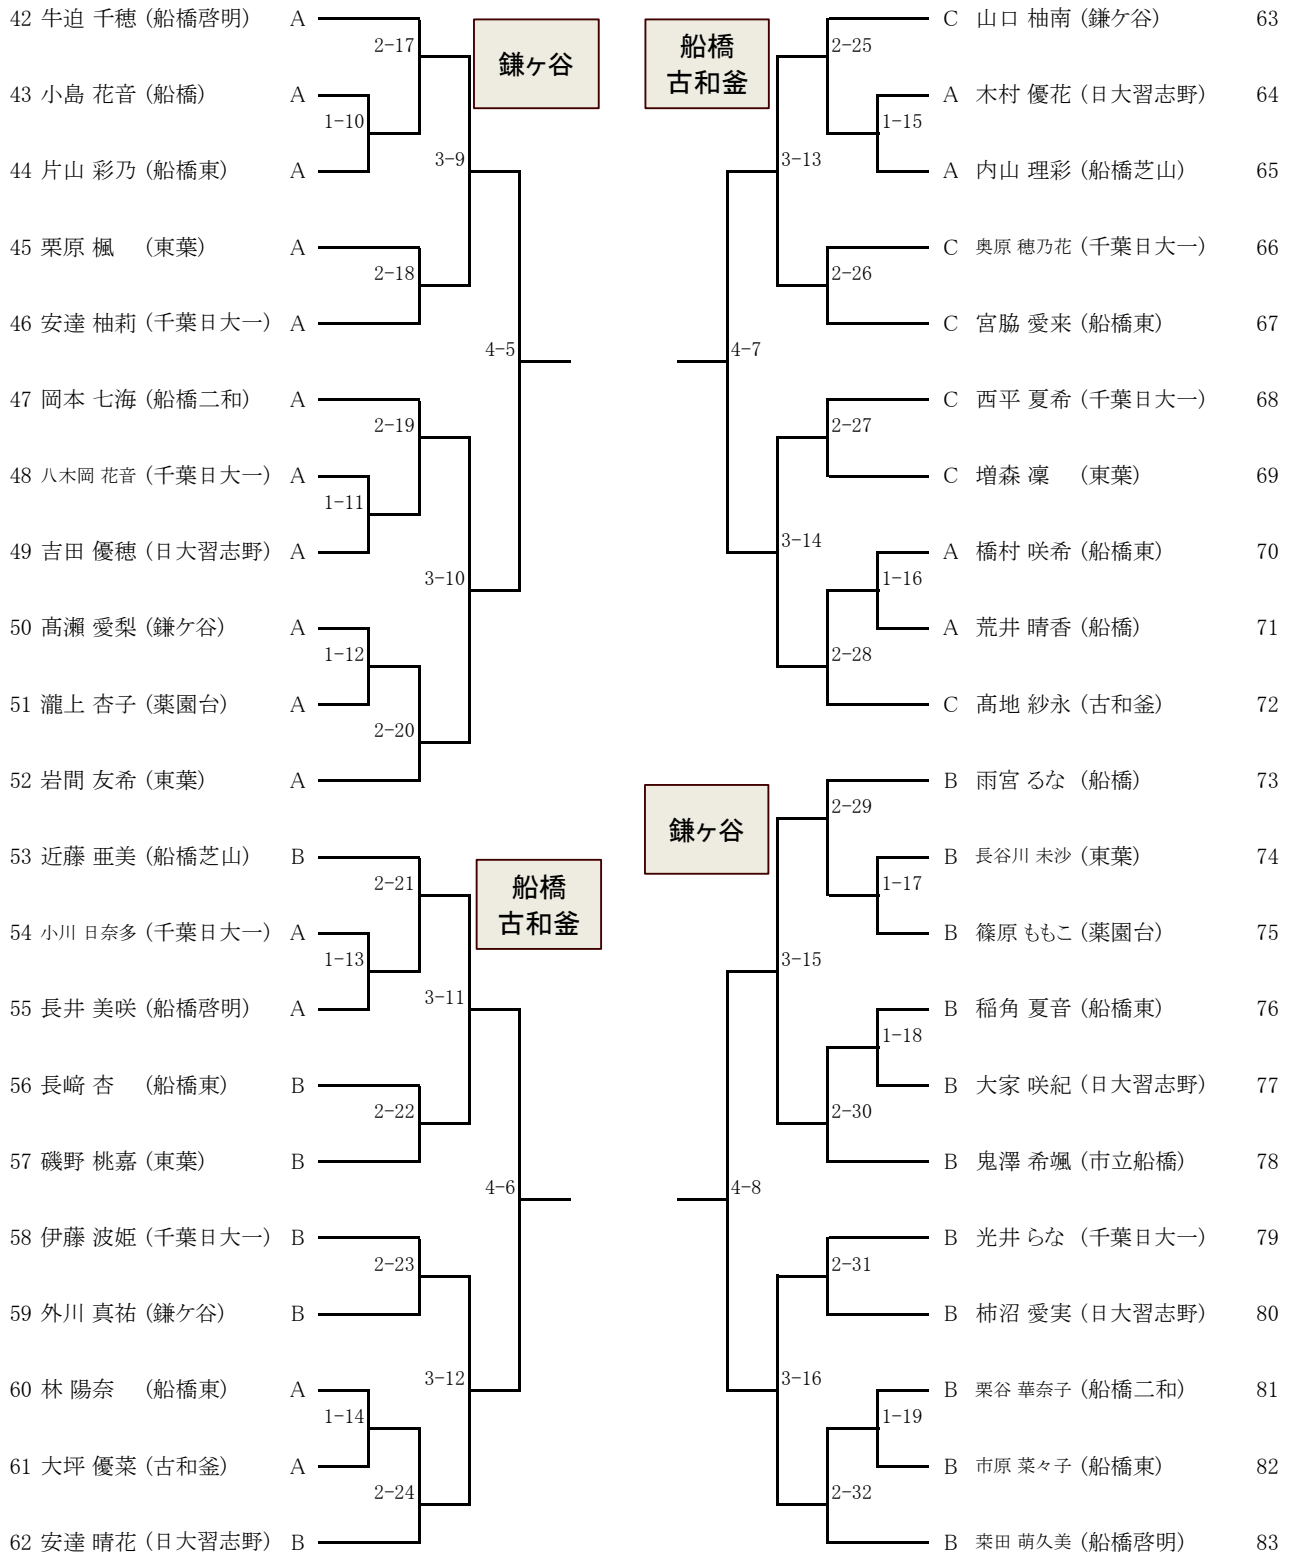 42 牛迫 千穂 (船橋啓明) A
2-17
鎌ヶ谷
43 小島 花音 (船橋) A
1-10
44 片山 彩乃 (船橋東) A
3-9
45 栗原 楓 (東葉) A
2-18
46 安達 柚莉 (千葉日大一) A
4-5
47 岡本 七海 (船橋二和) A
2-19
48 八木岡 花音 (千葉日大一) A
1-11
49 吉田 優穂 (日大習志野) A
3-10
50 髙瀨 愛梨 (鎌ケ谷) A
1-12
51 瀧上 杏子 (薬園台) A
2-20
52 岩間 友希 (東葉) A
53 近藤 亜美 (船橋芝山) B
2-21
船橋
古和釜
54 小川 日奈多 (千葉日大一) A
1-13
55 長井 美咲 (船橋啓明) A
3-11
56 長﨑 杏 (船橋東) B
2-22
57 磯野 桃嘉 (東葉) B
4-6
58 伊藤 波姫 (千葉日大一) B
2-23
59 外川 真祐 (鎌ケ谷) B
3-12
60 林 陽奈 (船橋東) A
1-14
61 大坪 優菜 (古和釜) A
2-24
62 安達 晴花 (日大習志野) B
船橋
古和釜
C 山口 柚南 (鎌ケ谷) 63
2-25
A 木村 優花 (日大習志野) 64
1-15
3-13
A 内山 理彩 (船橋芝山) 65
C 奥原 穂乃花 (千葉日大一) 66
2-26
C 宮脇 愛来 (船橋東) 67
4-7
C 西平 夏希 (千葉日大一) 68
2-27
C 増森 凜 (東葉) 69
3-14
A 橋村 咲希 (船橋東) 70
1-16
A 荒井 晴香 (船橋) 71
2-28
C 髙地 紗永 (古和釜) 72
鎌ヶ谷
B 雨宮 るな (船橋) 73
2-29
B 長谷川 未沙 (東葉) 74
1-17
B 篠原 ももこ (薬園台) 75
3-15
B 稲角 夏音 (船橋東) 76
1-18
B 大家 咲紀 (日大習志野) 77
2-30
B 鬼澤 希颯 (市立船橋) 78
4-8
B 光井 らな (千葉日大一) 79
2-31
B 柿沼 愛実 (日大習志野) 80
3-16
B 栗谷 華奈子 (船橋二和) 81
1-19
B 市原 菜々子 (船橋東) 82
2-32
B 桒田 萌久美 (船橋啓明) 83